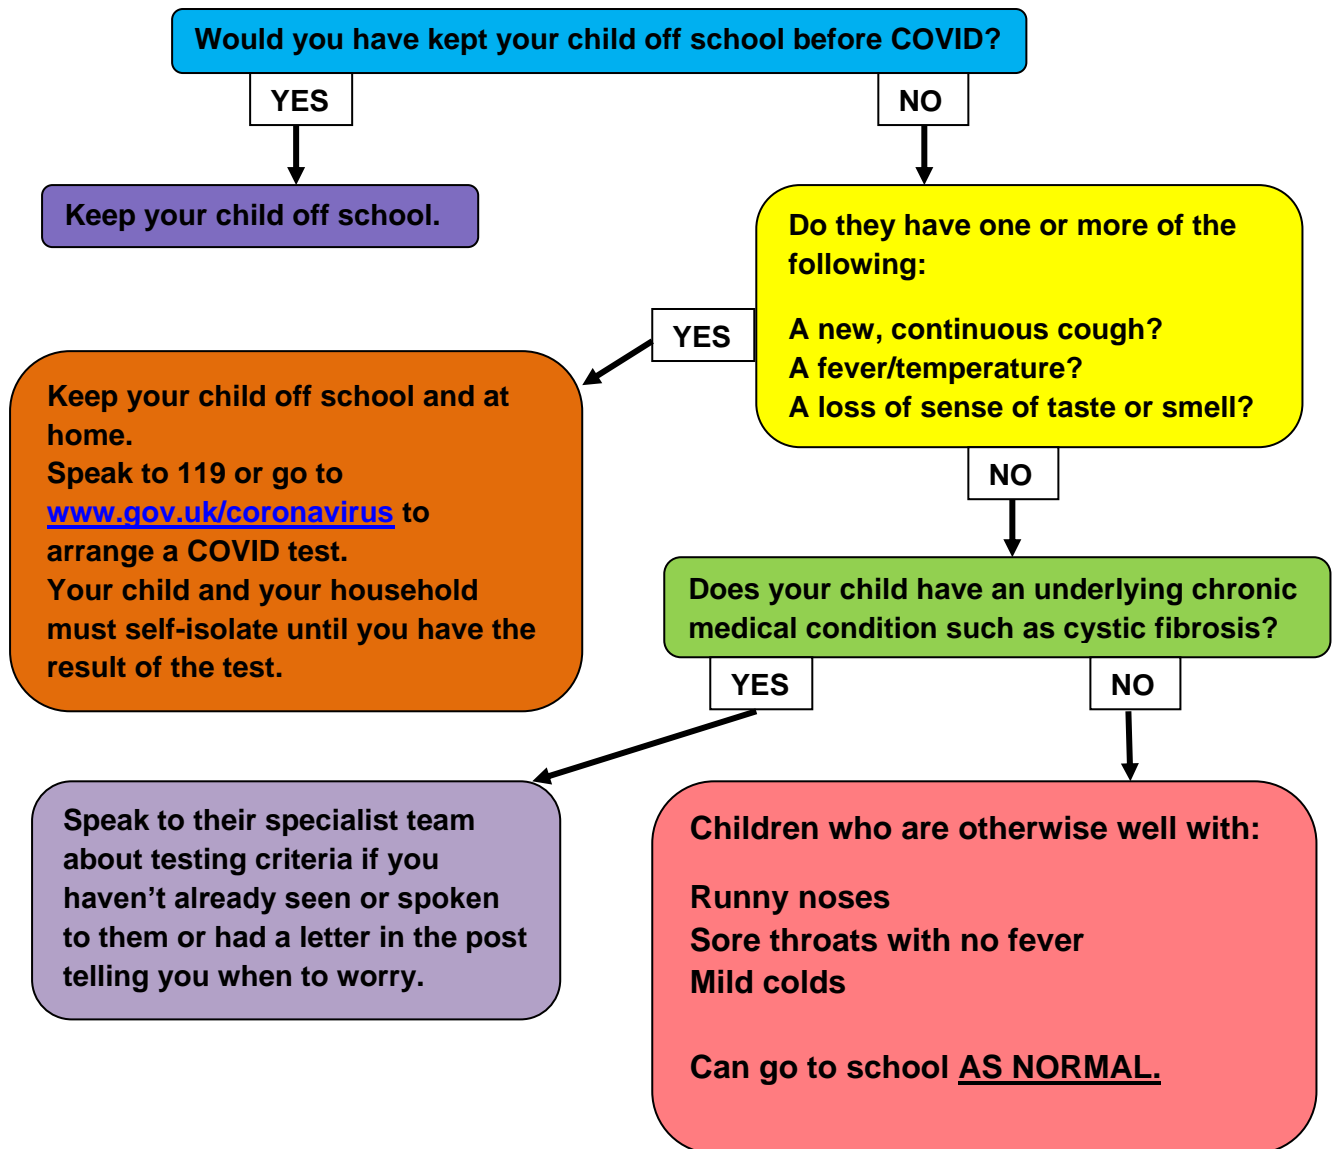 Would you have kept your child off school before COVID?
YES
NO
Keep your child off school.
Do they have one or more of the
following:
A new, continuous cough?
A fever/temperature?
A loss of sense of taste or smell?
YES
Keep your child off school and at
home.
Speak to 119 or go to
www.gov.uk/coronavirus to
arrange a COVID test.
Your child and your household
must self-isolate until you have the
result of the test.
NO
Does your child have an underlying chronic
medical condition such as cystic fibrosis?
YES
NO
Speak to their specialist team
about testing criteria if you
haven’t already seen or spoken
to them or had a letter in the post
telling you when to worry.
Children who are otherwise well with:
Runny noses
Sore throats with no fever
Mild colds
Can go to school AS NORMAL.